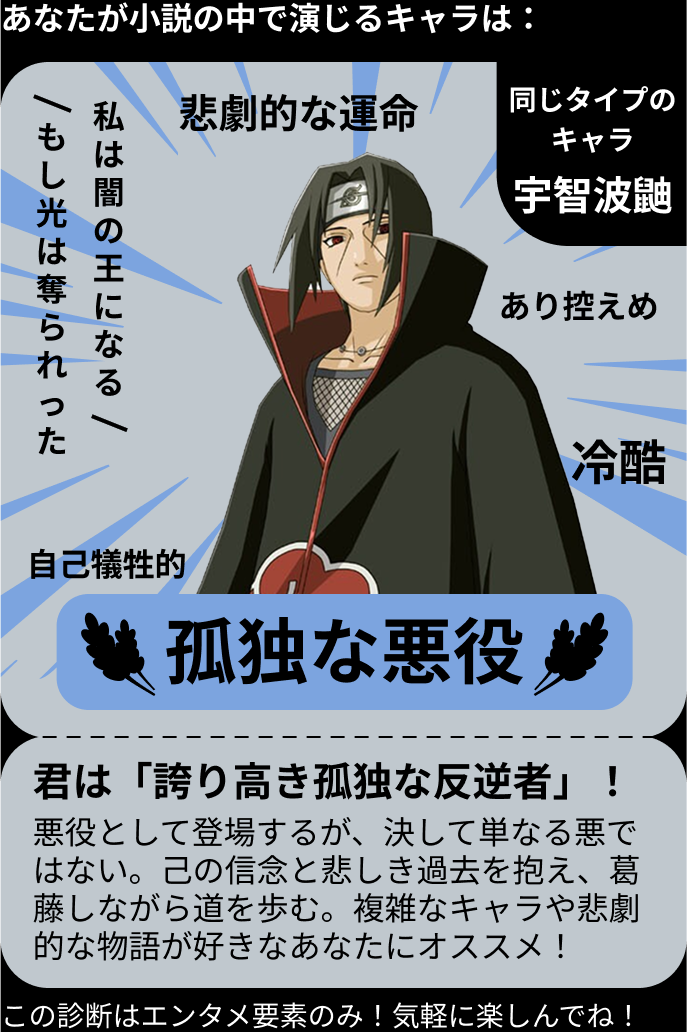 あなたが小説の中で演じるキャラは：
同じタイプの
キャラ
宇智波鼬
悲劇的な運命
私は闇の王になる
もし光は奪られった
あり控えめ
冷酷
自己犠牲的
孤独な悪役
君は「誇り高き孤独な反逆者」！
悪役として登場するが、決して単なる悪で
はない。己の信念と悲しき過去を抱え、葛
藤しながら道を歩む。複雑なキャラや悲劇
的な物語が好きなあなたにオススメ！
この診断はエンタメ要素のみ！気軽に楽しんでね！